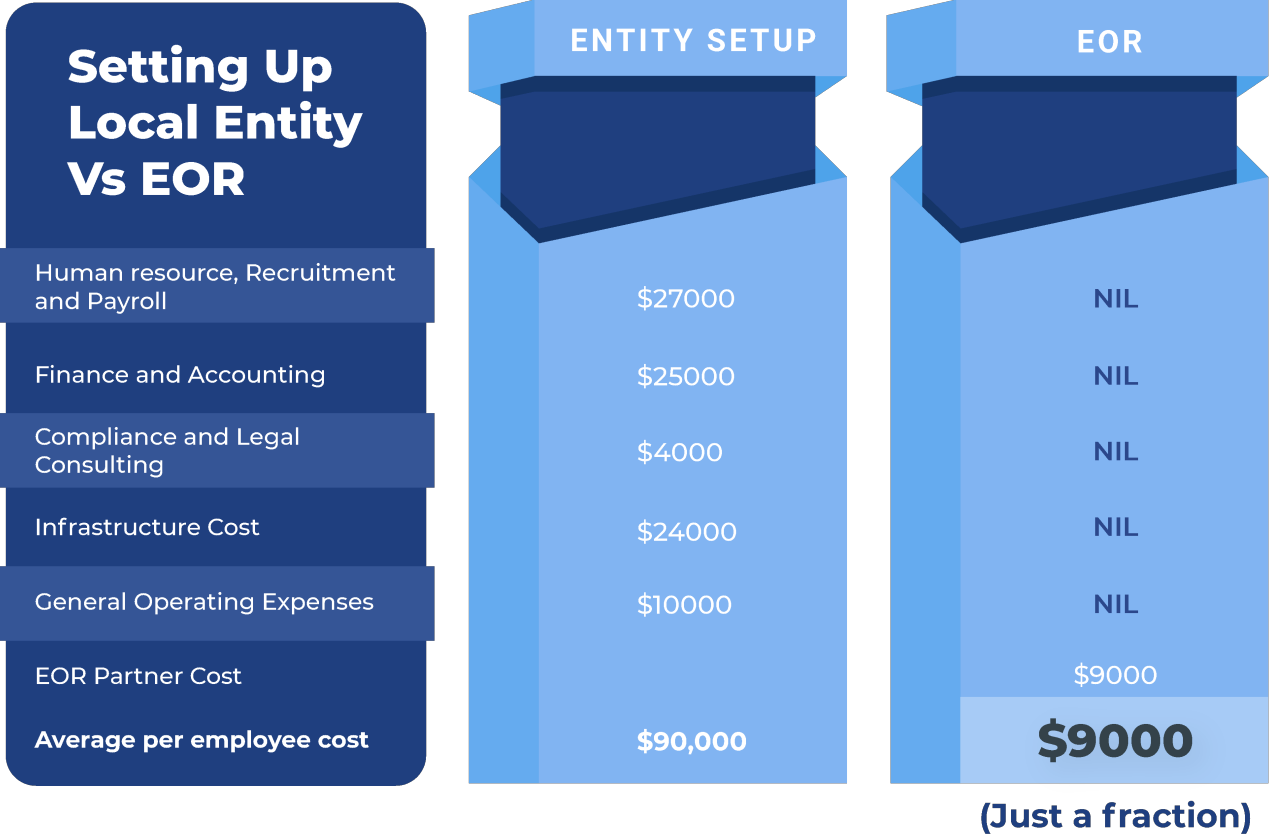 Setting Up
Local Entity
Vs EOR
ENTITY SETUP
EOR
Human resource, Recruitment
and Payroll
$27000
NIL
Finance and Accounting
$25000
NIL
Compliance and Legal
Consulting
$4000
NIL
Infrastructure Cost
$24000
NIL
General Operating Expenses
$10000
NIL
EOR Partner Cost
$9000
Average per employee cost
$90,000
$9000
(Just a fraction)